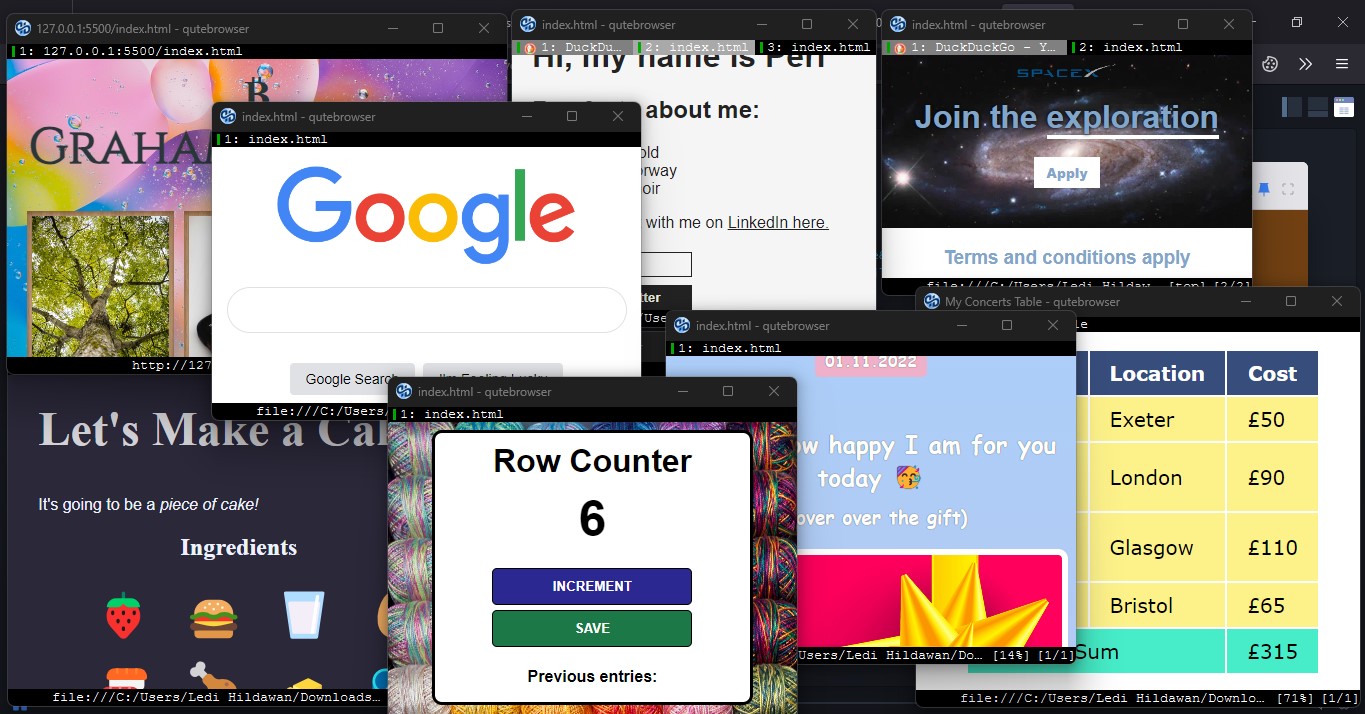 127.0.0.1:5500/index.html - qutebrowser
1: 127.0.0.1:5500/index.html
B
GRAHA
http://127
index.html - qutebrowser
1: index.html
Google
Google Search
I'm Feeling Lucky
file:///C:/Users/
index.html - qutebrowser
1: DuckDu… 2: index.html 3: index.html
Hi, my name is
about me:
old
orway
oir
with me on LinkedIn here.
tter
/Use
index.html - qutebrowser
1: DuckDuckGo - Y… 2: index.html
SPACEX
Join the exploration
Apply
Terms and conditions apply
file:///C:/Users/Ledi Hildaw… [top] [2/2]
My Concerts Table - qutebrowser
le
Location Cost
Exeter £50
London £90
Glasgow £110
Bristol £65
Sum £315
file:///C:/Users/Ledi Hildawan/Downlo… [71%] [1/1]
index.html - qutebrowser
1: index.html
01.11.2022
ow happy I am for you
today 🥳
over over the gift)
Users/Ledi Hildawan/Do… [14%] [1/1]
Let's Make a Ca
It's going to be a piece of cake!
Ingredients
file:///C:/Users/Ledi Hildawan/Downloads…
index.html - qutebrowser
1: index.html
Row Counter
6
INCREMENT
SAVE
Previous entries: